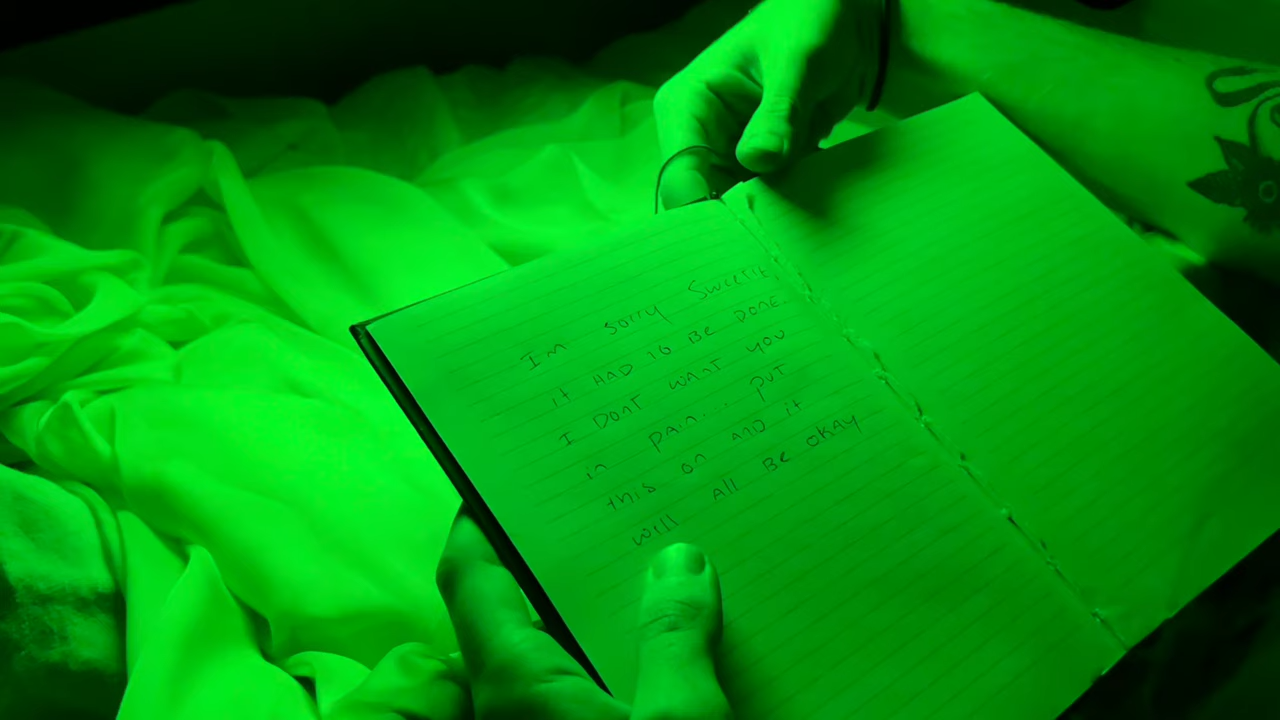 I'm sorry sweetie
it HAD to BE DONE.
I DONT WANT YOU
in pain.... put
this on AND it
will All BE OKAY